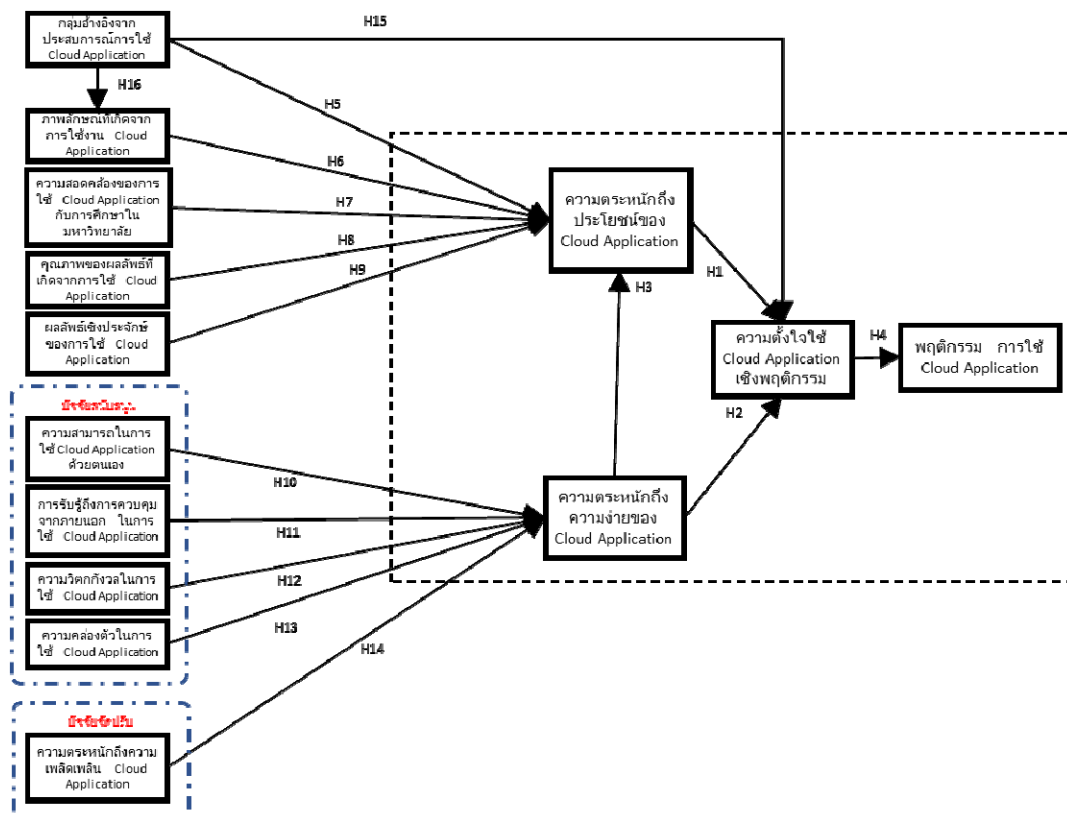 กลุ่มอ้างอิงจาก
ประสบการณ์การใช้
Cloud Application
H15
H16
H5
ภาพลักษณ์ที่เกิดจาก
การใช้งาน Cloud
Application
H6
ความสอดคล้องของการ
ใช้ Cloud Application
กับการศึกษาใน
มหาวิทยาลัย
H7
คุณภาพของผลลัพธ์ที่
เกิดจากการใช้ Cloud
Application
H8
H9
ผลลัพธ์เชิงประจักษ์
ของการใช้ Cloud
Application
ความตระหนักถึง
ประโยชน์ของ
Cloud Application
H1
H3
ความตั้งใจใช้
Cloud Application
เชิงพฤติกรรม
H4
พฤติกรรม การใช้
Cloud Application
H2
ปัจจัยสนับสนุน
ความสามารถในการ
ใช้ Cloud Application
ด้วยตนเอง
H10
การรับรู้ถึงการควบคุม
จากภายนอก ในการ
ใช้ Cloud Application
H11
ความตระหนักถึง
ความง่ายของ
Cloud Application
ความวิตกกังวลในการ
ใช้ Cloud Application
H12
ความคล่องตัวในการ
ใช้ Cloud Application
H13
H14
ปัจจัยปรับ
ความตระหนักถึงความ
เพลิดเพลิน Cloud
Application